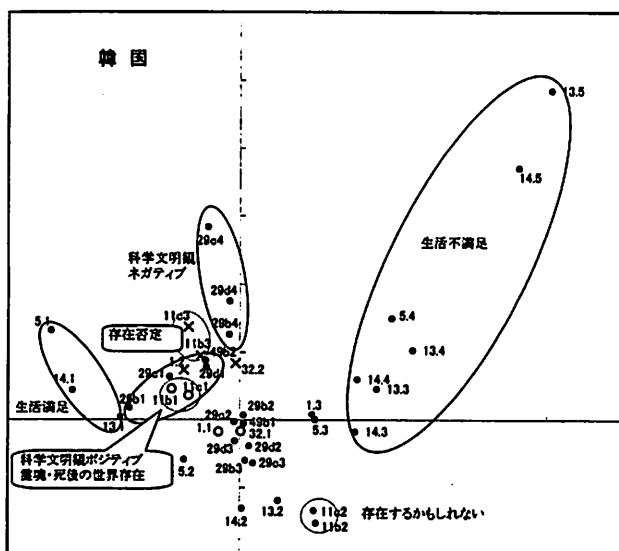 韓国
13.5
14.5
生活不満足
29c4
科学文明観
ネガティブ
29d4
11c3
29b4
5.1
5.4
存在否定
11b3
49b2
13.4
32.2
29c1
29d1
14.1
11b1
11c1
14.4
13.3
29b1
生活満足
13.1
29c2
29b2
1.3
1.1
49b1
32.1
5.3
14.3
29d3
29d2
科学文明観ポジティブ
霊魂・死後の世界存在
5.2
29b3
29c3
14.2
13.2
11c2
11b2
存在するかもしれない